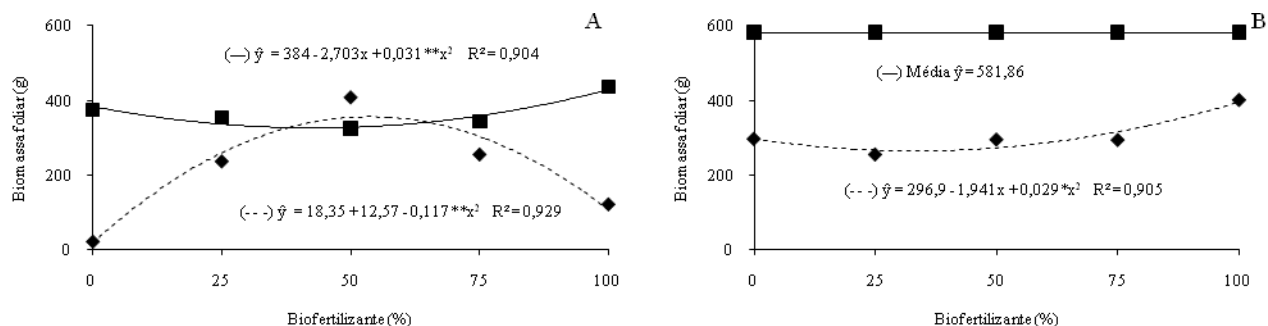 A
600
400
200
0
Biomassa foliar (g)
(—) ŷ = 384 - 2,703x + 0,031**x² R² = 0,904
(- - -) ŷ = 18,35 + 12,57 - 0,117**x² R² = 0,929
0 25 50 75 100
Biofertilizante (%)
B
600
400
200
0
Biomassa foliar (g)
(—) Média ŷ = 581,86
(- - -) ŷ = 296,9 - 1,941x + 0,029*x² R² = 0,905
0 25 50 75 100
Biofertilizante (%)